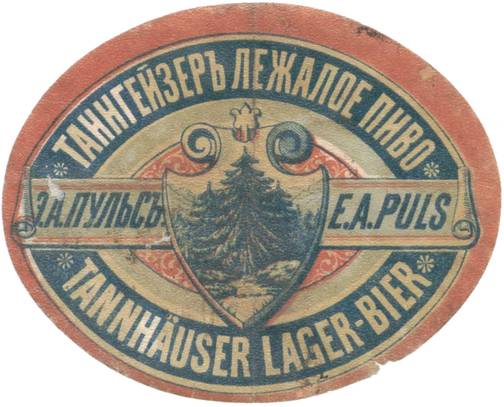 ТАННГЕЙЗЕРЪ ЛЕЖАЛОЕ ПИВО
Э.А.ПУЛЬСЪ
E.A.PULS
TANNHÄUSER LAGER-BIER